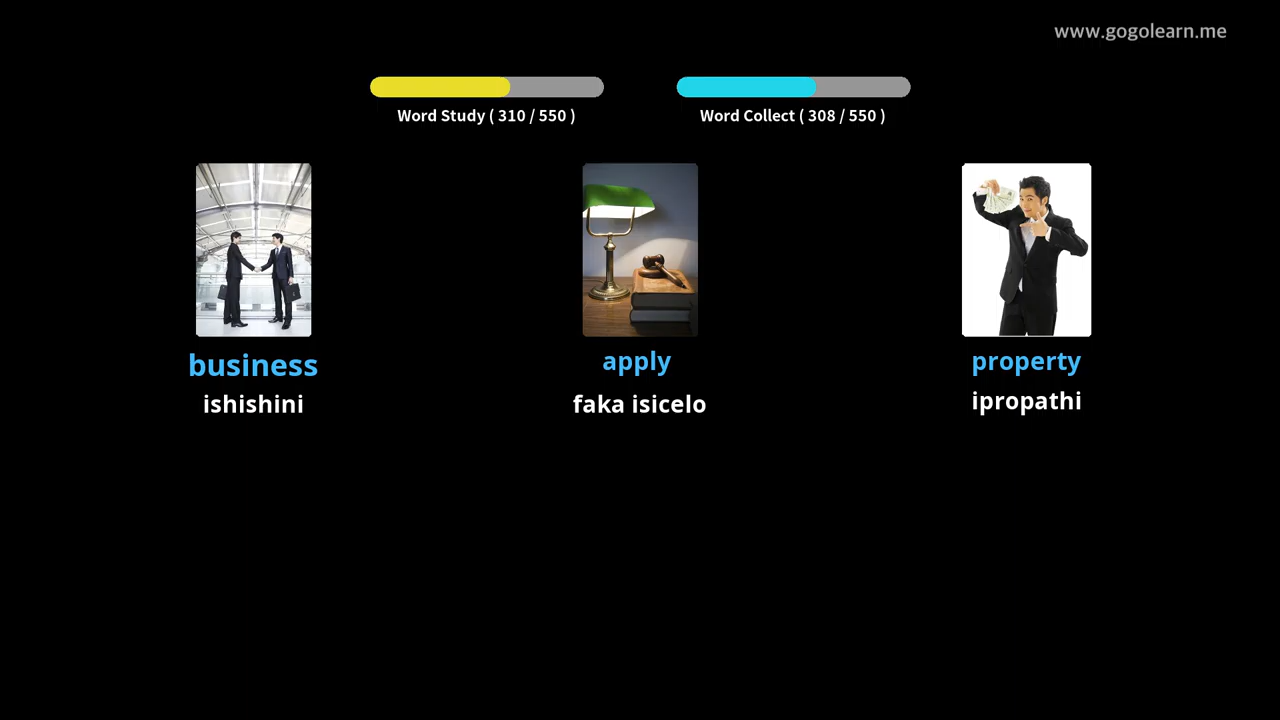 www.gogolearn.me
Word Study ( 310 / 550 )
Word Collect ( 308 / 550 )
business
apply
property
ishishini
faka isicelo
ipropathi